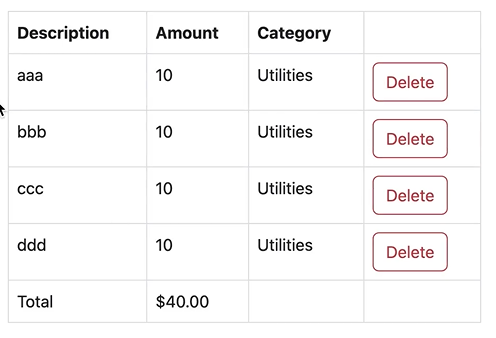 Description Amount Category
aaa 10 Utilities Delete
bbb 10 Utilities Delete
ccc 10 Utilities Delete
ddd 10 Utilities Delete
Total $40.00